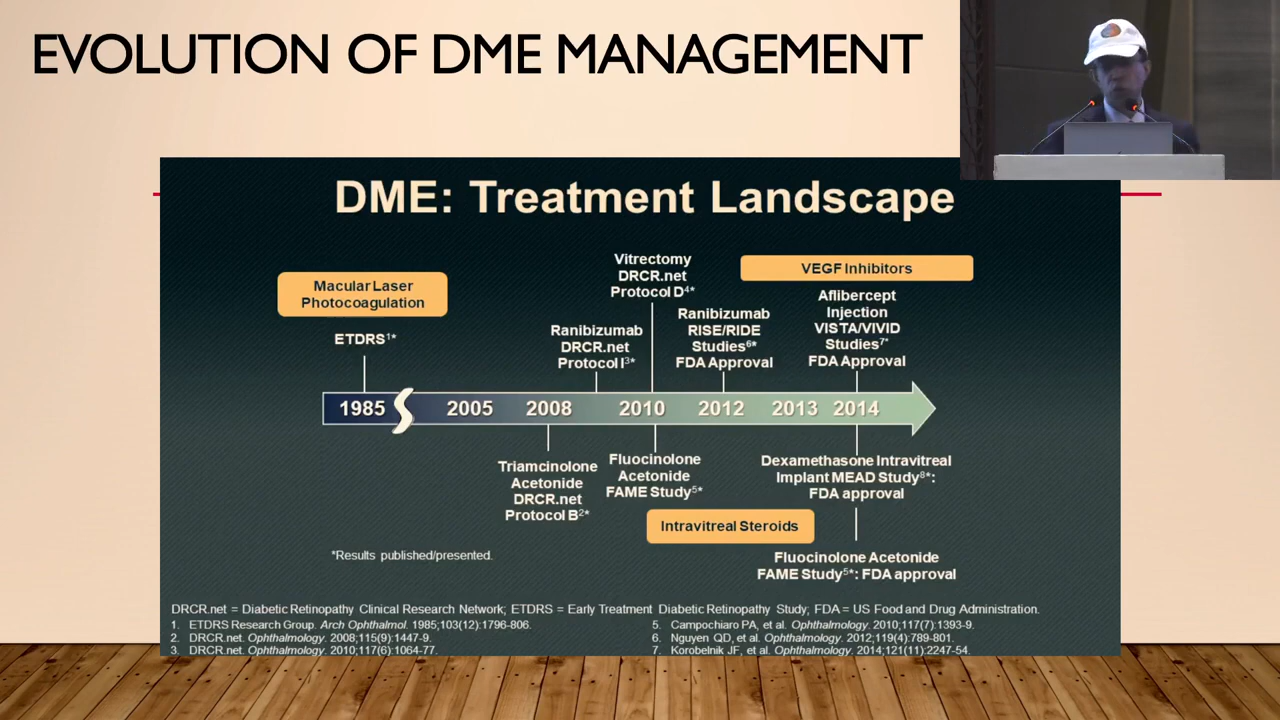 EVOLUTION OF DME MANAGEMENT
DME: Treatment Landscape
Macular Laser
Photocoagulation
ETDRS1*
Vitrectomy
DRCR.net
Protocol D4*
VEGF Inhibitors
Ranibizumab
DRCR.net
Protocol I3*
Ranibizumab
RISE/RIDE
Studies6*
FDA Approval
Aflibercept
Injection
VISTA/VIVID
Studies7*
FDA Approval
1985 2005 2008 2010 2012 2013 2014
Triamcinolone
Acetonide
DRCR.net
Protocol B2*
Fluocinolone
Acetonide
FAME Study5*
Dexamethasone Intravitreal
Implant MEAD Study8*:
FDA approval
Intravitreal Steroids
Fluocinolone Acetonide
FAME Study5*: FDA approval
*Results published/presented.
DRCR.net = Diabetic Retinopathy Clinical Research Network; ETDRS = Early Treatment Diabetic Retinopathy Study; FDA = US Food and Drug Administration.
1. ETDRS Research Group. Arch Ophthalmol. 1985;103(12):1796-806.
2. DRCR.net. Ophthalmology. 2008;115(9):1447-9.
3. DRCR.net. Ophthalmology. 2010;117(6):1064-77.
5. Campochiaro PA, et al. Ophthalmology. 2010;117(7):1393-9.
6. Nguyen QD, et al. Ophthalmology. 2012;119(4):789-801.
7. Korobelnik JF, et al. Ophthalmology. 2014;121(11):2247-54.